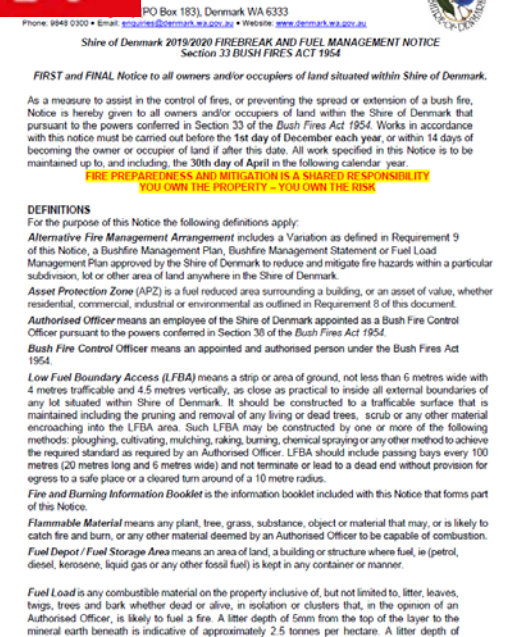 (PO Box 183), Denmark WA 6333
Phone: 9848 0300 • Email: enquiries@denmark.wa.gov.au • Website: www.denmark.wa.gov.au
Shire of Denmark 2019/2020 FIREBREAK AND FUEL MANAGEMENT NOTICE
Section 33 BUSH FIRES ACT 1954
FIRST and FINAL Notice to all owners and/or occupiers of land situated within Shire of Denmark.
As a measure to assist in the control of fires, or preventing the spread or extension of a bush fire,
Notice is hereby given to all owners and/or occupiers of land within the Shire of Denmark that
pursuant to the powers conferred in Section 33 of the Bush Fires Act 1954. Works in accordance
with this notice must be carried out before the 1st day of December each year, or within 14 days of
becoming the owner or occupier of land if after this date. All work specified in this Notice is to be
maintained up to, and including, the 30th day of April in the following calendar year.
FIRE PREPAREDNESS AND MITIGATION IS A SHARED RESPONSIBILITY
YOU OWN THE PROPERTY – YOU OWN THE RISK
DEFINITIONS
For the purpose of this Notice the following definitions apply:
Alternative Fire Management Arrangement includes a Variation as defined in Requirement 9
of this Notice, a Bushfire Management Plan, Bushfire Management Statement or Fuel Load
Management Plan approved by the Shire of Denmark to reduce and mitigate fire hazards within a particular
subdivision, lot or other area of land anywhere in the Shire of Denmark.
Asset Protection Zone (APZ) is a fuel reduced area surrounding a building, or an asset of value, whether
residential, commercial, industrial or environmental as outlined in Requirement 8 of this document.
Authorised Officer means an employee of the Shire of Denmark appointed as a Bush Fire Control
Officer pursuant to the powers conferred in Section 38 of the Bush Fires Act 1954.
Bush Fire Control Officer means an appointed and authorised person under the Bush Fires Act
1954.
Low Fuel Boundary Access (LFBA) means a strip or area of ground, not less than 6 metres wide with
4 metres trafficable and 4.5 metres vertically, as close as practical to inside all external boundaries of
any lot situated within Shire of Denmark. It should be constructed to a trafficable surface that is
maintained including the pruning and removal of any living or dead trees, scrub or any other material
encroaching into the LFBA area. Such LFBA may be constructed by one or more of the following
methods: ploughing, cultivating, mulching, raking, burning, chemical spraying or any other method to achieve
the required standard as required by an Authorised Officer. LFBA should include passing bays every 100
metres (20 metres long and 6 metres wide) and not terminate or lead to a dead end without provision for
egress to a safe place or a cleared turn around of a 10 metre radius.
Fire and Burning Information Booklet is the information booklet included with this Notice that forms part
of this Notice.
Flammable Material means any plant, tree, grass, substance, object or material that may, or is likely to
catch fire and burn, or any other material deemed by an Authorised Officer to be capable of combustion.
Fuel Depot / Fuel Storage Area means an area of land, a building or structure where fuel, ie (petrol,
diesel, kerosene, liquid gas or any other fossil fuel) is kept in any container or manner.
Fuel Load is any combustible material on the property inclusive of, but not limited to, litter, leaves,
twigs, trees and bark whether dead or alive, in isolation or clusters that, in the opinion of an
Authorised Officer, is likely to fuel a fire. A litter depth of 5mm from the top of the layer to the
mineral earth beneath is indicative of approximately 2.5 tonnes per hectare. A litter depth of